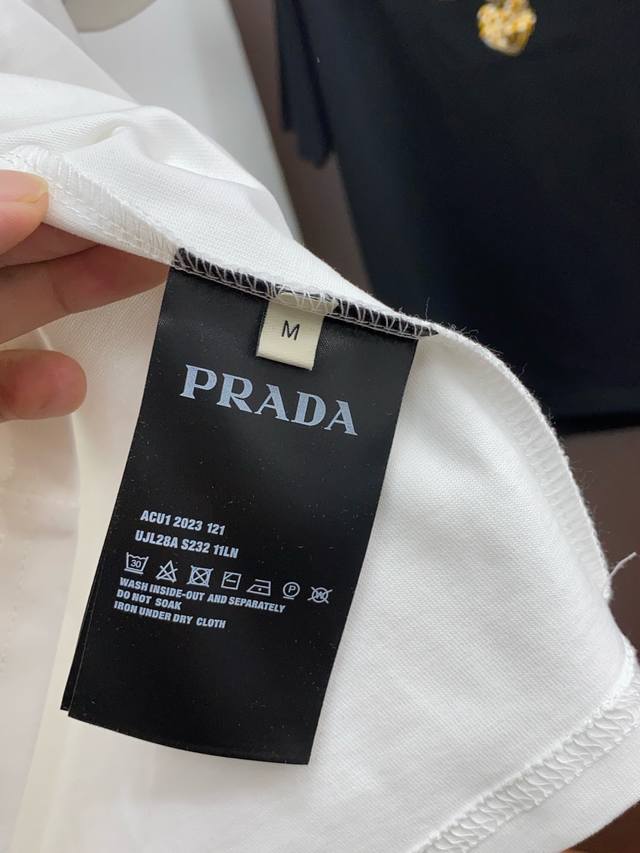 M
PRADA
ACU1 2023 121
UJL28A S232 11LN
30
P
W
WASH INSIDE-OUT AND SEPARATELY
DO NOT SOAK
IRON UNDER DRY CLOTH